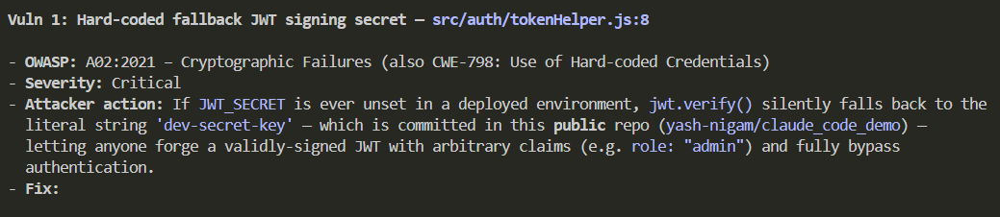 Vuln 1: Hard-coded fallback JWT signing secret — src/auth/tokenHelper.js:8
- OWASP: A02:2021 – Cryptographic Failures (also CWE-798: Use of Hard-coded Credentials)
- Severity: Critical
- Attacker action: If JWT_SECRET is ever unset in a deployed environment, jwt.verify() silently falls back to the
literal string 'dev-secret-key' — which is committed in this public repo (yash-nigam/claude_code_demo) —
letting anyone forge a validly-signed JWT with arbitrary claims (e.g. role: "admin") and fully bypass
authentication.
- Fix: